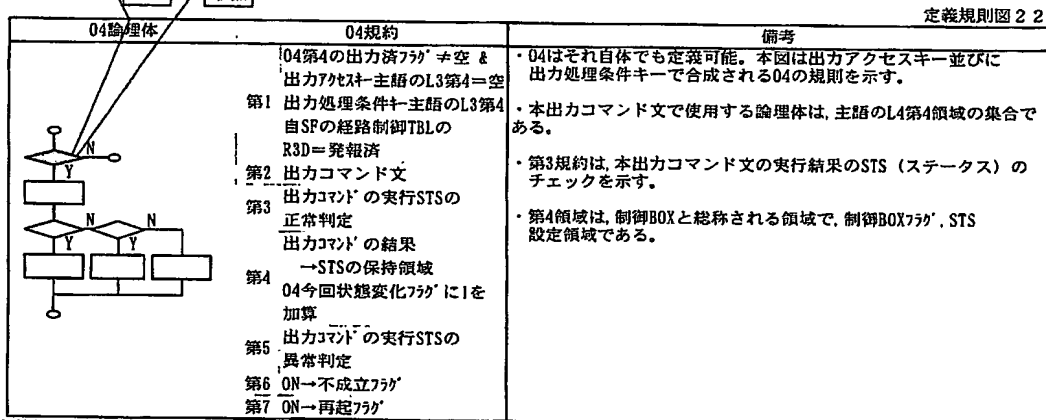 定義規則図22
04論理体
04規約
備考
04第4の出力済フラグ≠空 &
出力アクセスキー主語のL3第4=空
第1 出力処理条件キー主語のL3第4
自SFの経路制御TBLの
R3D=発報済
第2 出力コマンド文
第3 出力コマンドの実行STSの
正常判定
出力コマンドの結果
第4 →STSの保持領域
04今回状態変化フラグに1を
加算
第5 出力コマンドの実行STSの
異常判定
第6 ON→不成立フラグ
第7 ON→再起フラグ
N
Y
N
N
Y
Y
・04はそれ自体でも定義可能。本図は出力アクセスキー並びに
出力処理条件キーで合成される04の規則を示す。
・本出力コマンド文で使用する論理体は,主語のL4第4領域の集合で
ある。
・第3規約は,本出力コマンド文の実行結果のSTS(ステータス)の
チェックを示す。
・第4領域は,制御BOXと総称される領域で,制御BOXフラグ,STS
設定領域である。